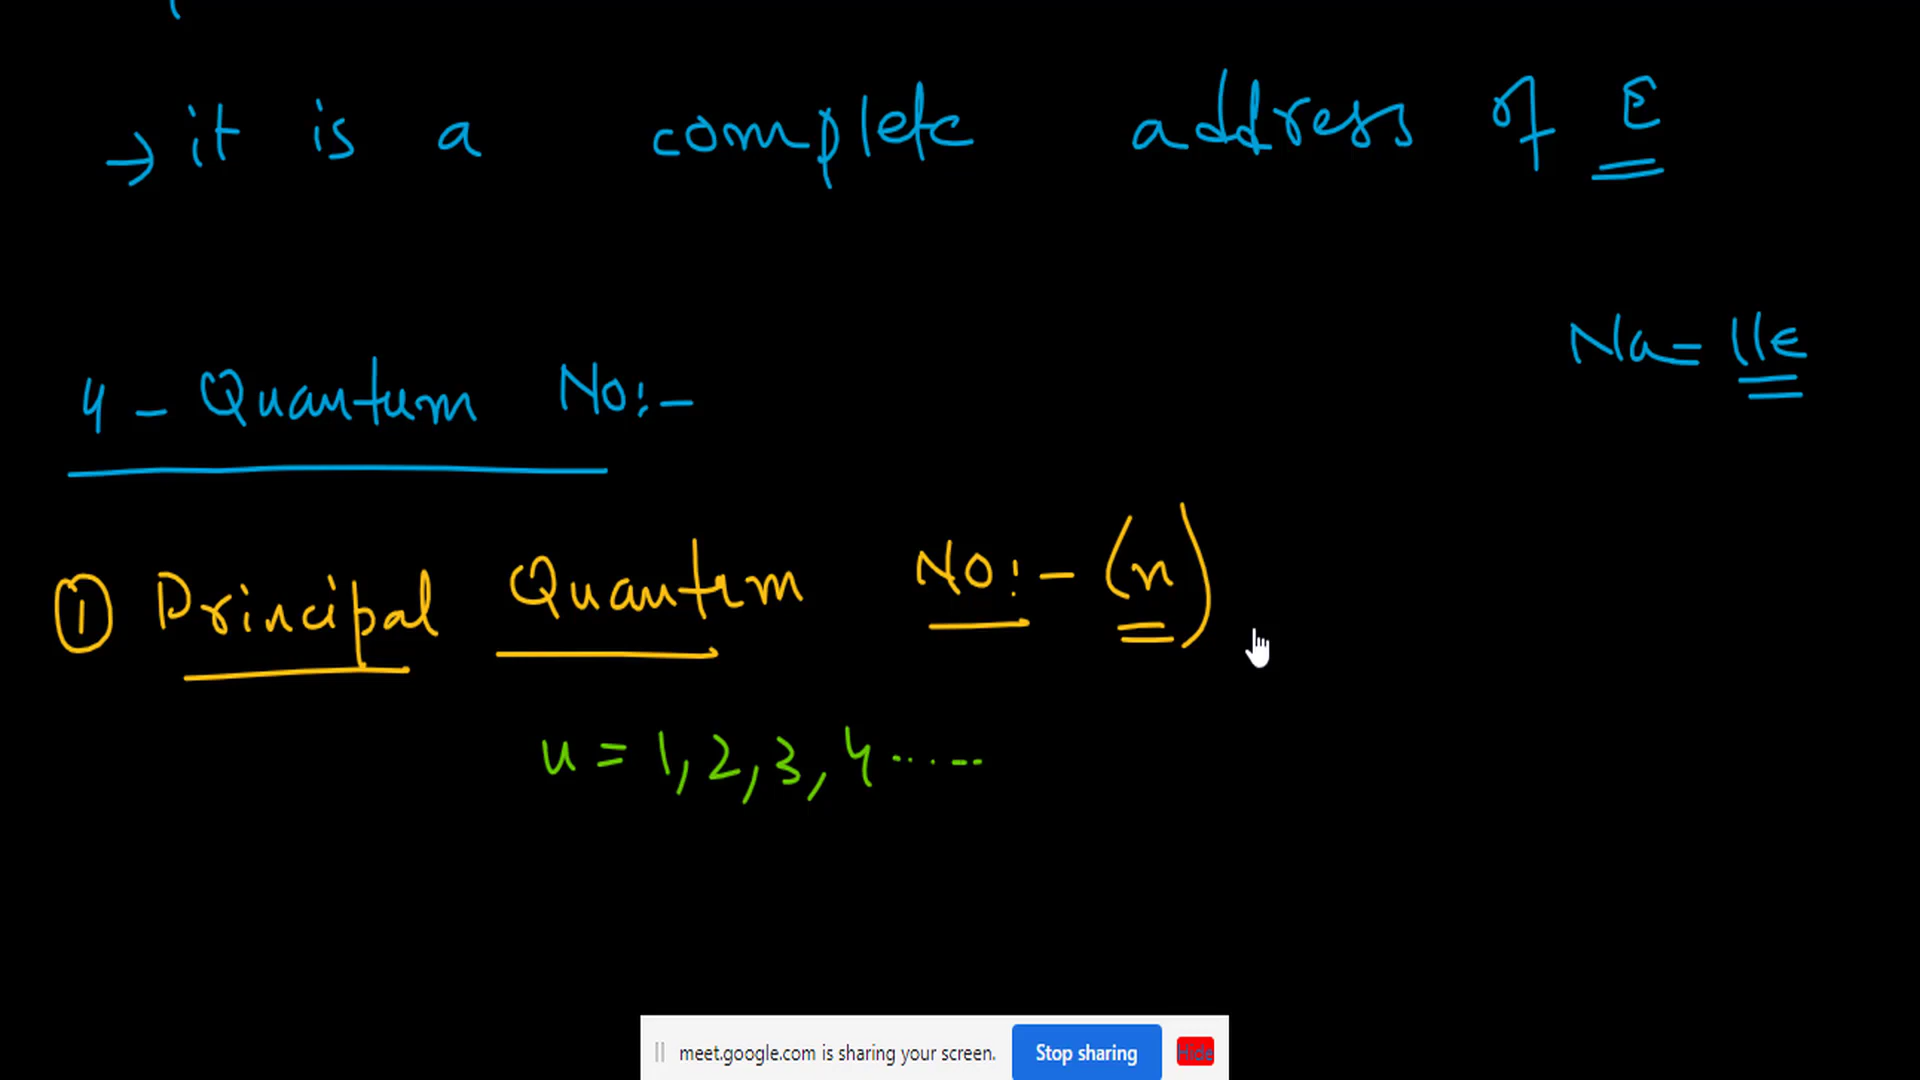 → it is a complete address of E
Na = 11e
4 - Quantum No:-
① Principal Quantum NO:- (n)
n = 1, 2, 3, 4 .....
meet.google.com is sharing your screen. Stop sharing Hide